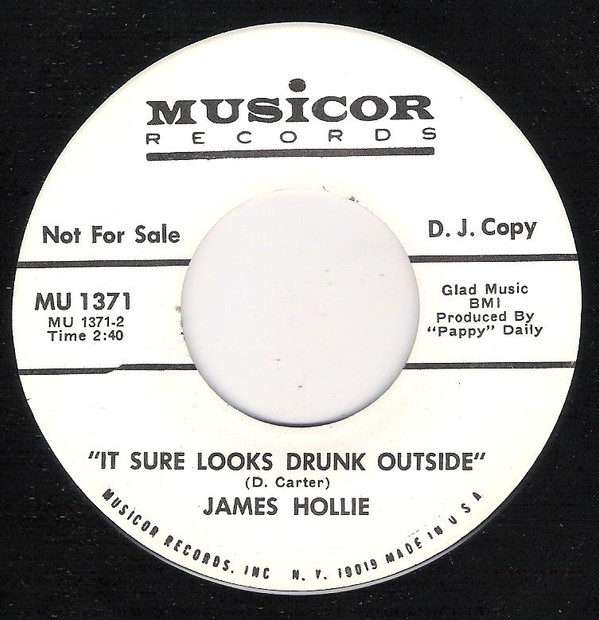 MUSiCOR
RECORDS
Not For Sale
D. J. Copy
MU 1371
MU 1371-2
Time 2:40
Glad Music
BMI
Produced By
"Pappy" Daily
"IT SURE LOOKS DRUNK OUTSIDE"
(D. Carter)
JAMES HOLLIE
MUSICOR RECORDS, INC N. Y. 10019 MADE IN U S A